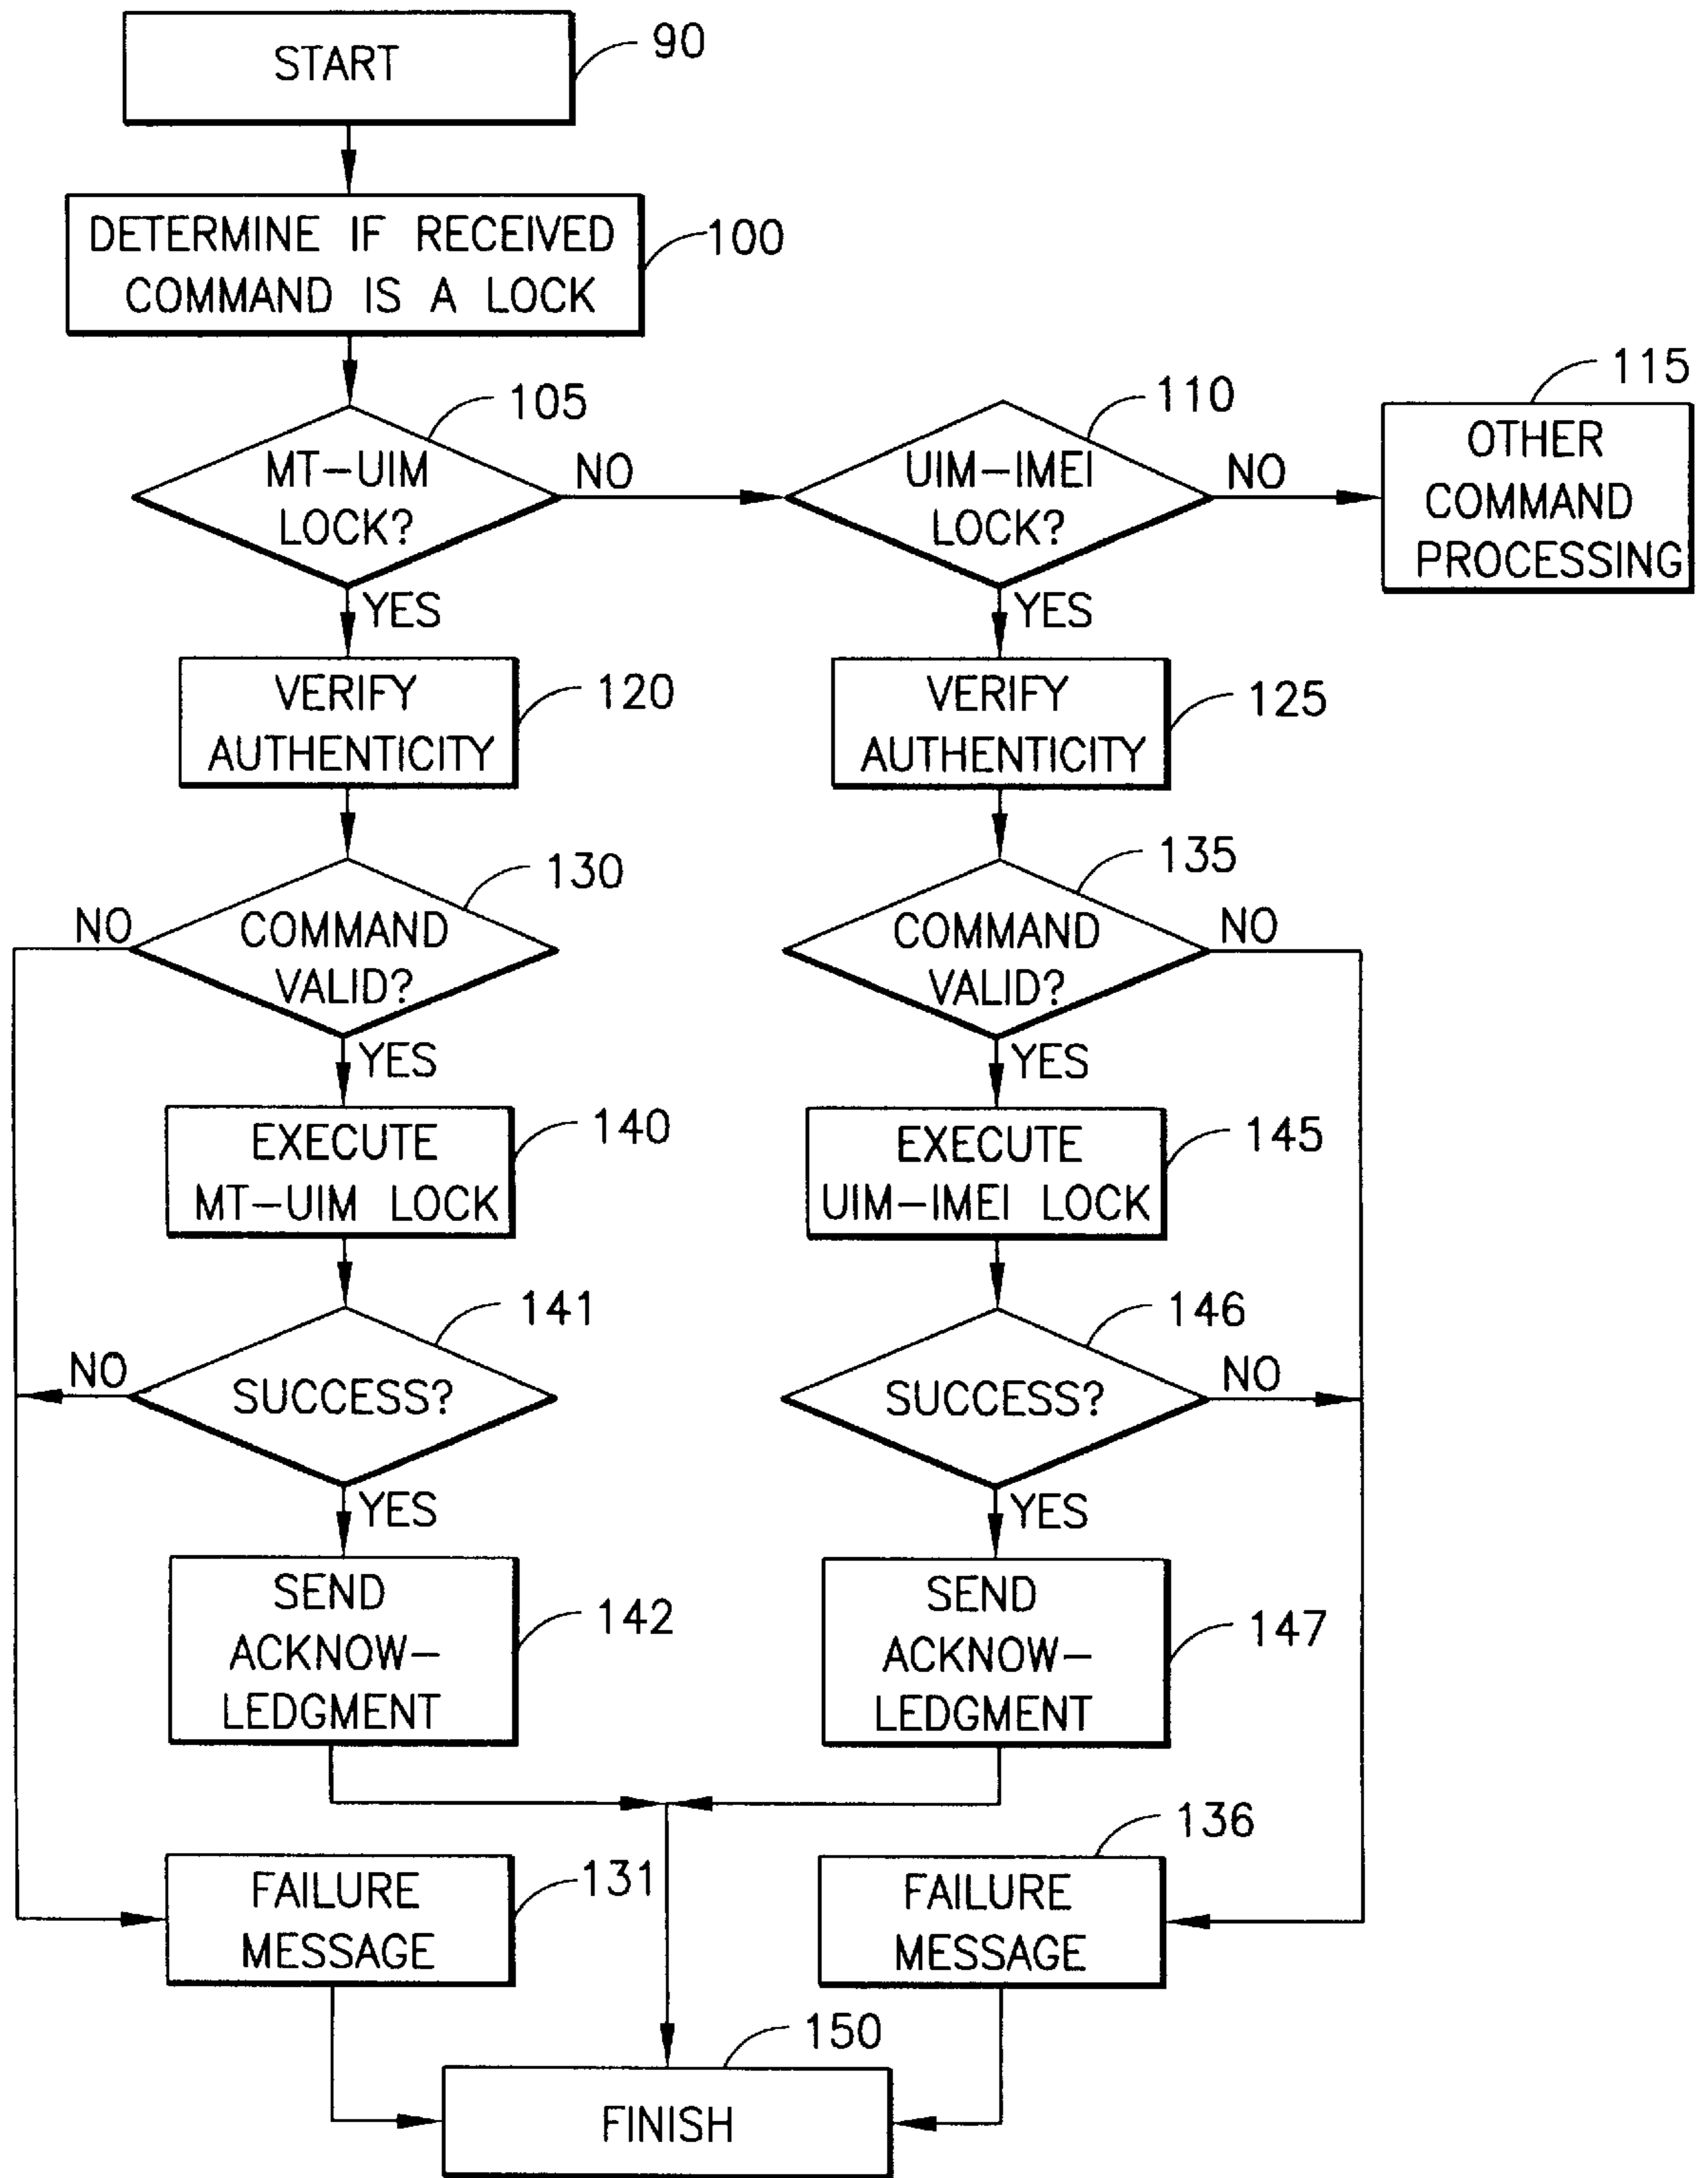 START
90
DETERMINE IF RECEIVED
COMMAND IS A LOCK
100
105
MT-UIM
LOCK?
NO
YES
110
UIM-IMEI
LOCK?
NO
YES
115
OTHER
COMMAND
PROCESSING
VERIFY
AUTHENTICITY
120
VERIFY
AUTHENTICITY
125
130
NO
COMMAND
VALID?
YES
135
COMMAND
VALID?
NO
YES
EXECUTE
MT-UIM LOCK
140
EXECUTE
UIM-IMEI LOCK
145
141
NO
SUCCESS?
YES
146
SUCCESS?
NO
YES
SEND
ACKNOW-
LEDGMENT
142
SEND
ACKNOW-
LEDGMENT
147
FAILURE
MESSAGE
131
136
FAILURE
MESSAGE
150
FINISH